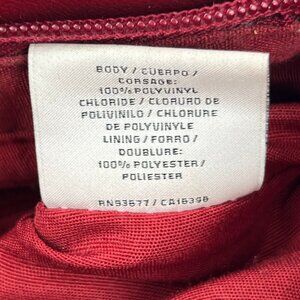 BODY / CUERPO /
CORSAGE:
100% POLYVINYL
CHLORIDE / CLORURO DE
POLIVINILO / CHLORURE
DE POLYVINYLE
LINING / FORRO /
DOUBLURE:
100% POLYESTER /
POLIESTER
RN93677 / CA18398